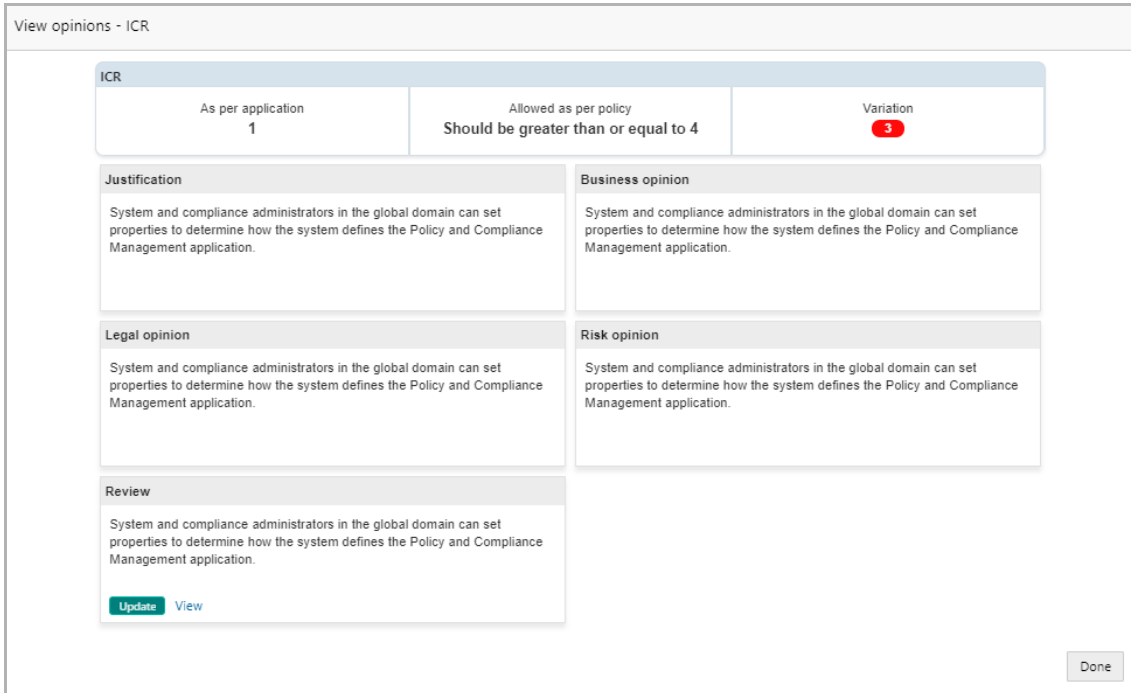 View opinions - ICR
ICR
As per application
1
Allowed as per policy
Should be greater than or equal to 4
Variation
3
Justification
System and compliance administrators in the global domain can set
properties to determine how the system defines the Policy and Compliance
Management application.
Business opinion
System and compliance administrators in the global domain can set
properties to determine how the system defines the Policy and Compliance
Management application.
Legal opinion
System and compliance administrators in the global domain can set
properties to determine how the system defines the Policy and Compliance
Management application.
Risk opinion
System and compliance administrators in the global domain can set
properties to determine how the system defines the Policy and Compliance
Management application.
Review
System and compliance administrators in the global domain can set
properties to determine how the system defines the Policy and Compliance
Management application.
Update View
Done